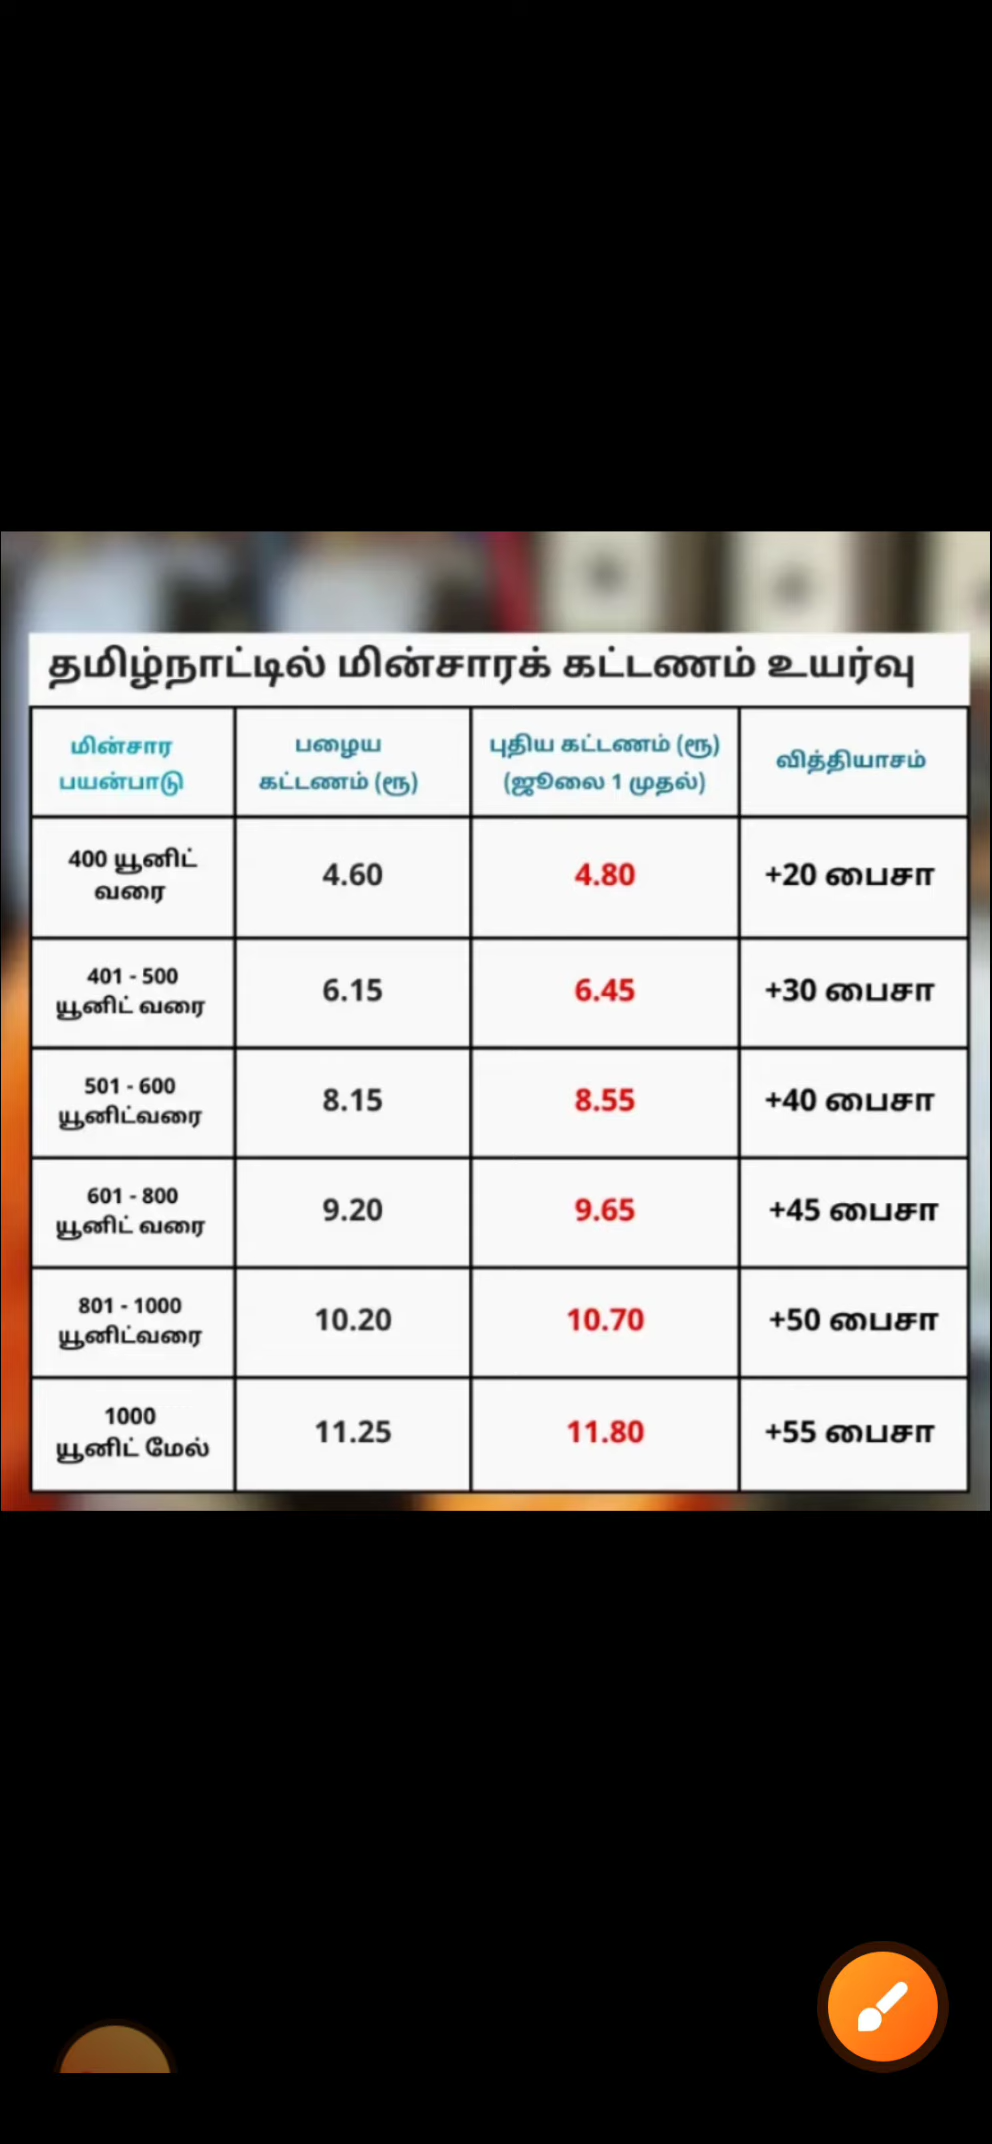 தமிழ்நாட்டில் மின்சாரக் கட்டணம் உயர்வு
மின்சார
பயன்பாடு
பழைய
கட்டணம் (ரூ)
புதிய கட்டணம் (ரூ)
(ஜூலை 1 முதல்)
வித்தியாசம்
400 யூனிட்
வரை
4.60
4.80
+20 பைசா
401 - 500
யூனிட் வரை
6.15
6.45
+30 பைசா
501 - 600
யூனிட்வரை
8.15
8.55
+40 பைசா
601 - 800
யூனிட் வரை
9.20
9.65
+45 பைசா
801 - 1000
யூனிட்வரை
10.20
10.70
+50 பைசா
1000
யூனிட் மேல்
11.25
11.80
+55 பைசா